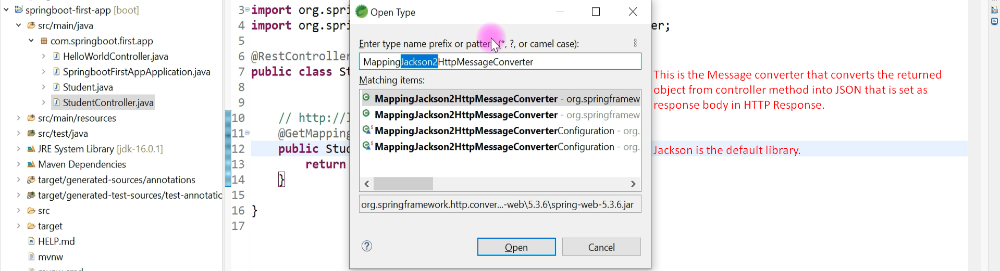 springboot-first-app [boot]
src/main/java
com.springboot.first.app
HelloWorldController.java
SpringbootFirstAppApplication.java
Student.java
StudentController.java
src/main/resources
src/test/java
JRE System Library [jdk-16.0.1]
Maven Dependencies
target/generated-sources/annotations
target/generated-test-sources/test-annotatic
src
target
HELP.md
mvnw
3 import org.spri
4 import org.spri er;
5
6 @RestController
7 public class St
8
9
10 // http://l
11 @GetMapping
12 public Stud
13 return
14 }
15
16 }
17
Open Type
Enter type name prefix or pattern (*, ?, or camel case):
MappingJackson2HttpMessageConverter
Matching items:
MappingJackson2HttpMessageConverter - org.springframew
MappingJackson2HttpMessageConverter - org.springframew
MappingJackson2HttpMessageConverterConfiguration - org.
MappingJackson2HttpMessageConverterConfiguration - org.
org.springframework.http.conver...-web\5.3.6\spring-web-5.3.6.jar
Open
Cancel
This is the Message converter that converts the returned
object from controller method into JSON that is set as
response body in HTTP Response.
Jackson is the default library.